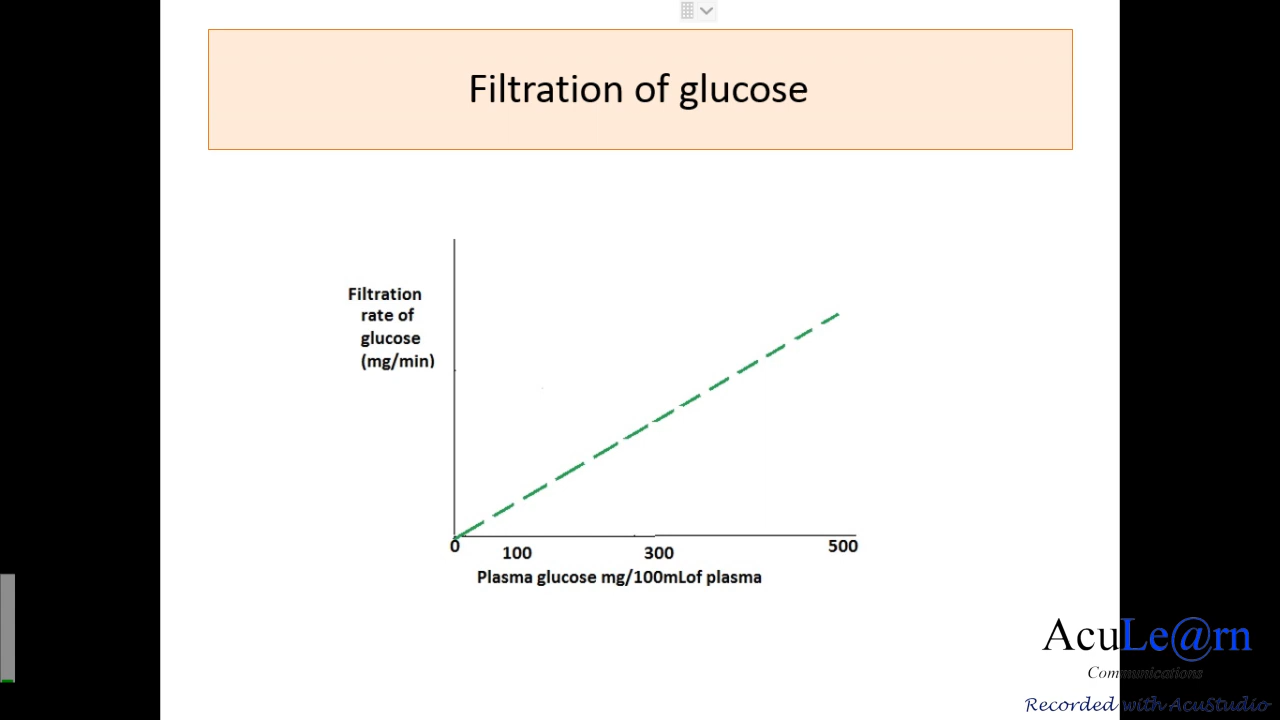 Filtration of glucose
Filtration
rate of
glucose
(mg/min)
0
100
300
500
Plasma glucose mg/100mLof plasma
AcuLe@rn
Communications
Recorded with AcuStudio